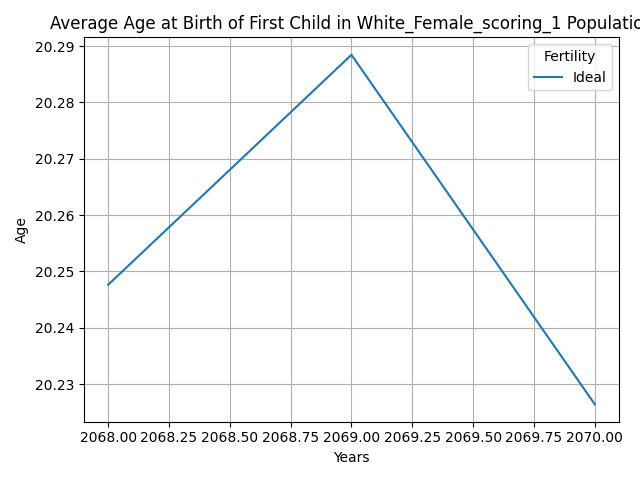 Average Age at Birth of First Child in White_Female_scoring_1 Populatio
20.29
20.28
20.27
20.26
20.25
20.24
20.23
Age
Fertility
Ideal
2068.00 2068.25 2068.50 2068.75 2069.00 2069.25 2069.50 2069.75 2070.00
Years